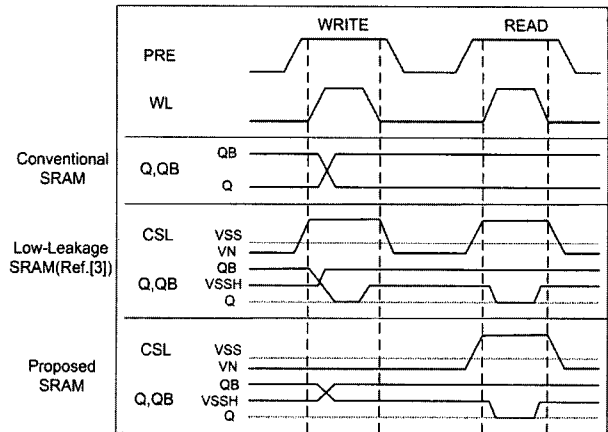 WRITE READ
PRE
WL
Conventional
SRAM
Q,QB
QB
Q
Low-Leakage
SRAM(Ref.[3])
CSL
VSS
VN
Q,QB
QB
VSSH
Q
Proposed
SRAM
CSL
VSS
VN
Q,QB
QB
VSSH
Q